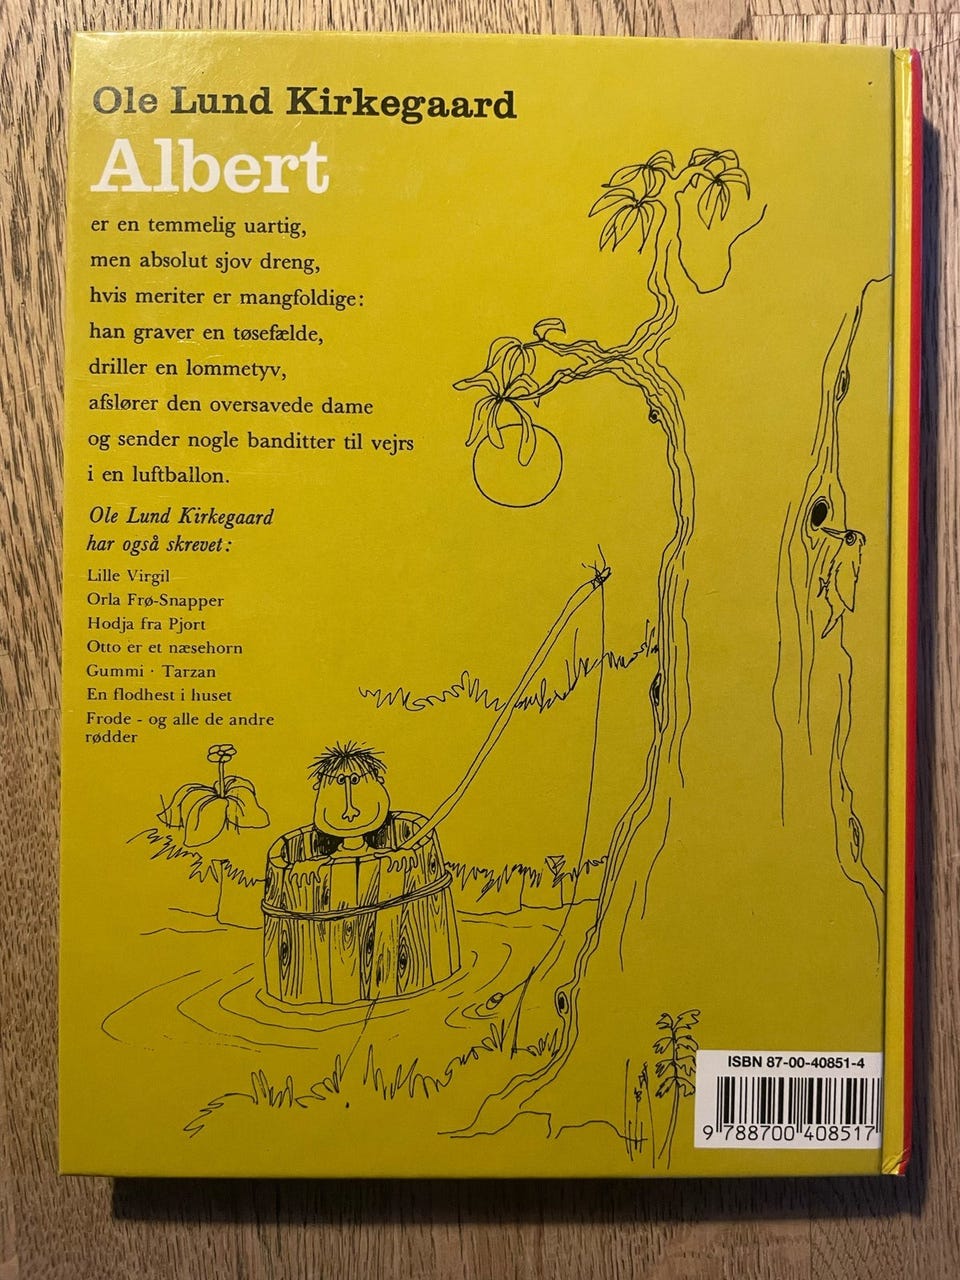 Ole Lund Kirkegaard
Albert
er en temmelig uartig,
men absolut sjov dreng,
hvis meriter er mangfoldige:
han graver en tøsefælde,
driller en lommetyv,
afslører den oversavede dame
og sender nogle banditter til vejrs
i en luftballon.
Ole Lund Kirkegaard
har også skrevet:
Lille Virgil
Orla Frø-Snapper
Hodja fra Pjort
Otto er et næsehorn
Gummi · Tarzan
En flodhest i huset
Frode - og alle de andre
rødder
ISBN 87-00-40851-4
9 788700 408517